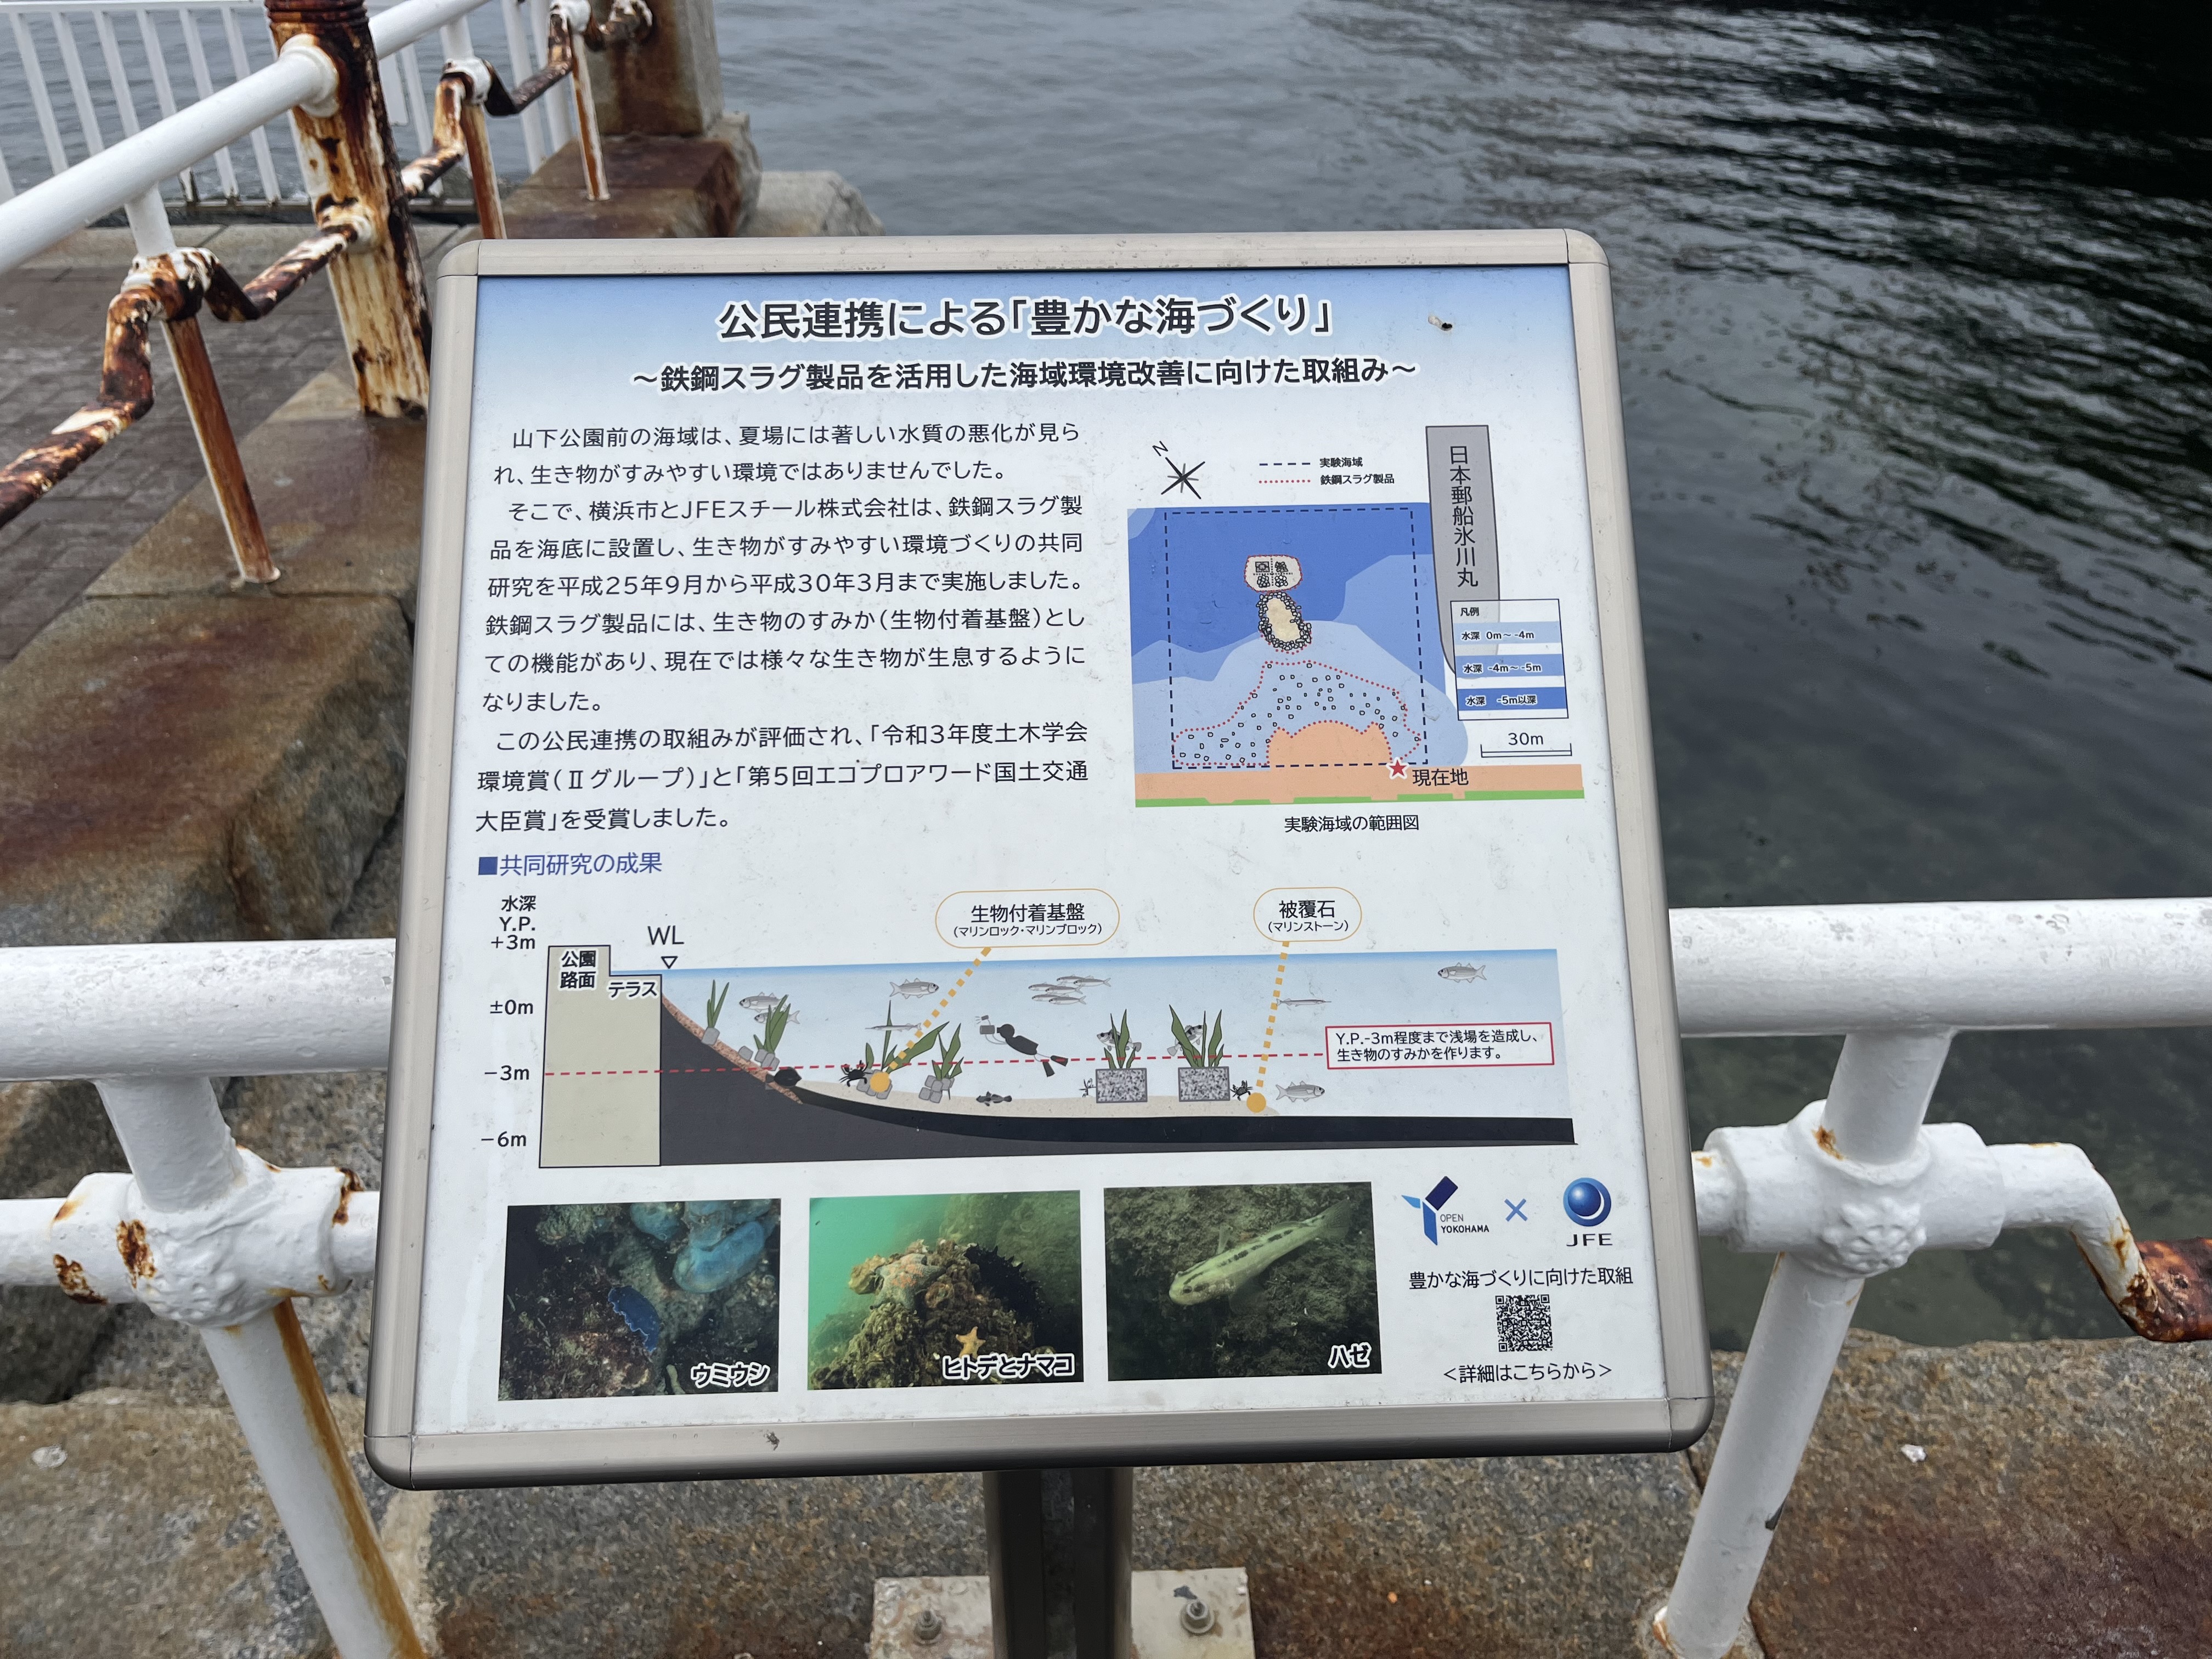 公民連携による「豊かな海づくり」
～鉄鋼スラグ製品を活用した海域環境改善に向けた取組み～
山下公園前の海域は、夏場には著しい水質の悪化が見ら
れ、生き物がすみやすい環境ではありませんでした。
そこで、横浜市とJFEスチール株式会社は、鉄鋼スラグ製
品を海底に設置し、生き物がすみやすい環境づくりの共同
研究を平成25年9月から平成30年3月まで実施しました。
鉄鋼スラグ製品には、生き物のすみか(生物付着基盤)とし
ての機能があり、現在では様々な生き物が生息するように
なりました。
この公民連携の取組みが評価され、「令和3年度土木学会
環境賞(Ⅱグループ)」と「第5回エコプロアワード国土交通
大臣賞」を受賞しました。
N
実験海域
鉄鋼スラグ製品
日本郵船氷川丸
凡例
水深 0m～-4m
水深 -4m～-5m
水深 -5m以深
30m
現在地
実験海域の範囲図
■共同研究の成果
水深
Y.P.
+3m
±0m
-3m
-6m
公園
路面
テラス
WL
生物付着基盤
(マリンロック・マリンブロック)
被覆石
(マリンストーン)
Y.P.-3m程度まで浅場を造成し、
生き物のすみかを作ります。
ウミウシ
ヒトデとナマコ
ハゼ
OPEN
YOKOHAMA
×
JFE
豊かな海づくりに向けた取組
<詳細はこちらから>